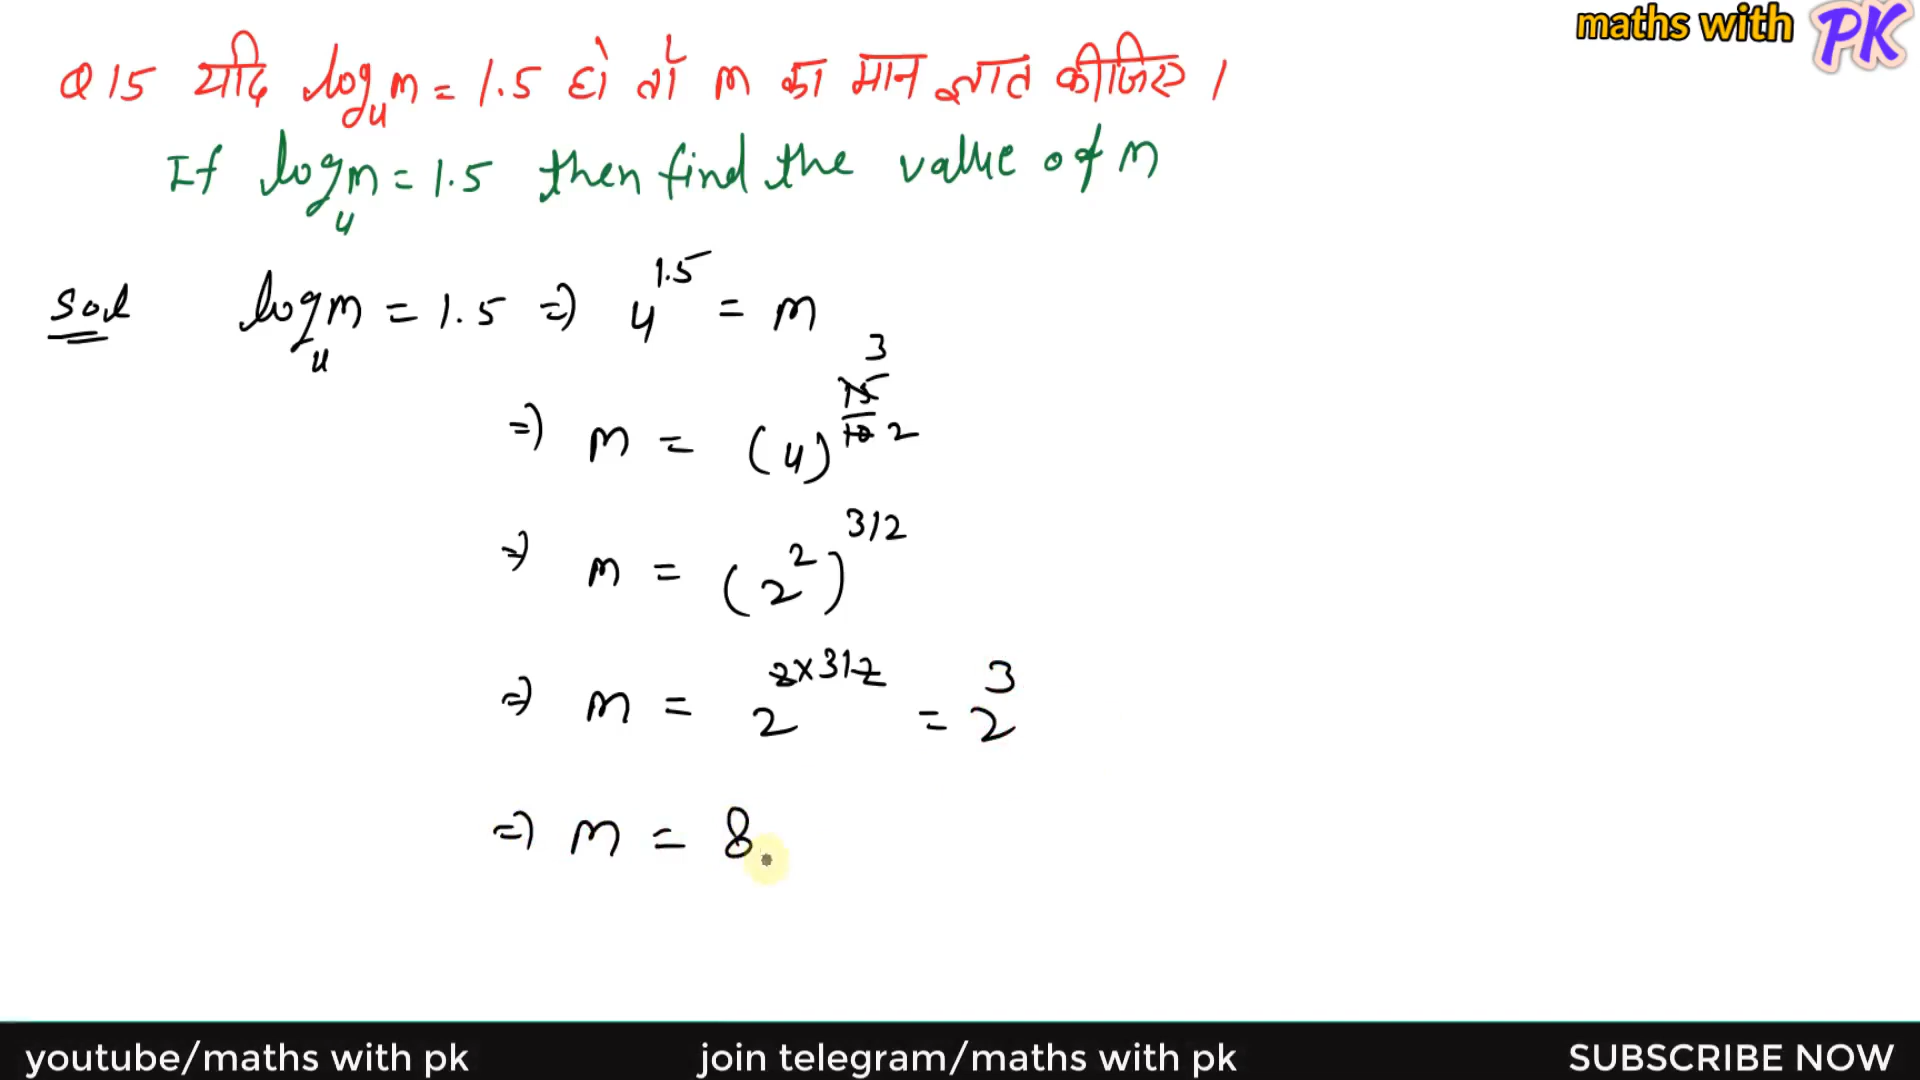 maths with PK
Q 15 यदि log₄m = 1.5 हो तो m का मान ज्ञात कीजिए ।
If log₄m = 1.5 then find the value of m
Sol log₄m = 1.5 ⇒ 4^1.5 = m
3
⇒ m = (4)^15/10 2
⇒ m = (2²)^3/2
⇒ m = 2^2×3/2 = 2³
⇒ m = 8
youtube/maths with pk join telegram/maths with pk SUBSCRIBE NOW